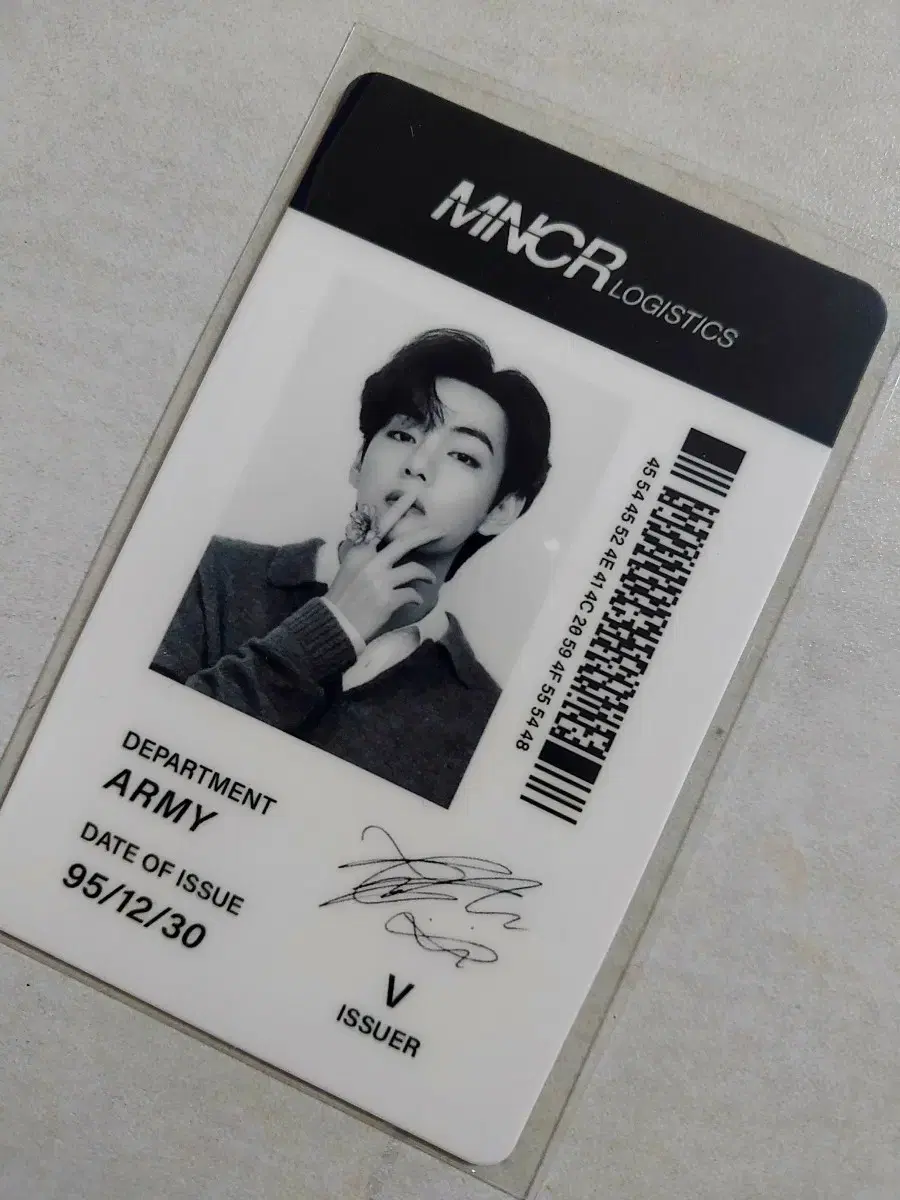 MNCR LOGISTICS
45 54 45 52 4E 41 4C 20 59 4F 55 54 48
DEPARTMENT
ARMY
DATE OF ISSUE
95/12/30
V
ISSUER